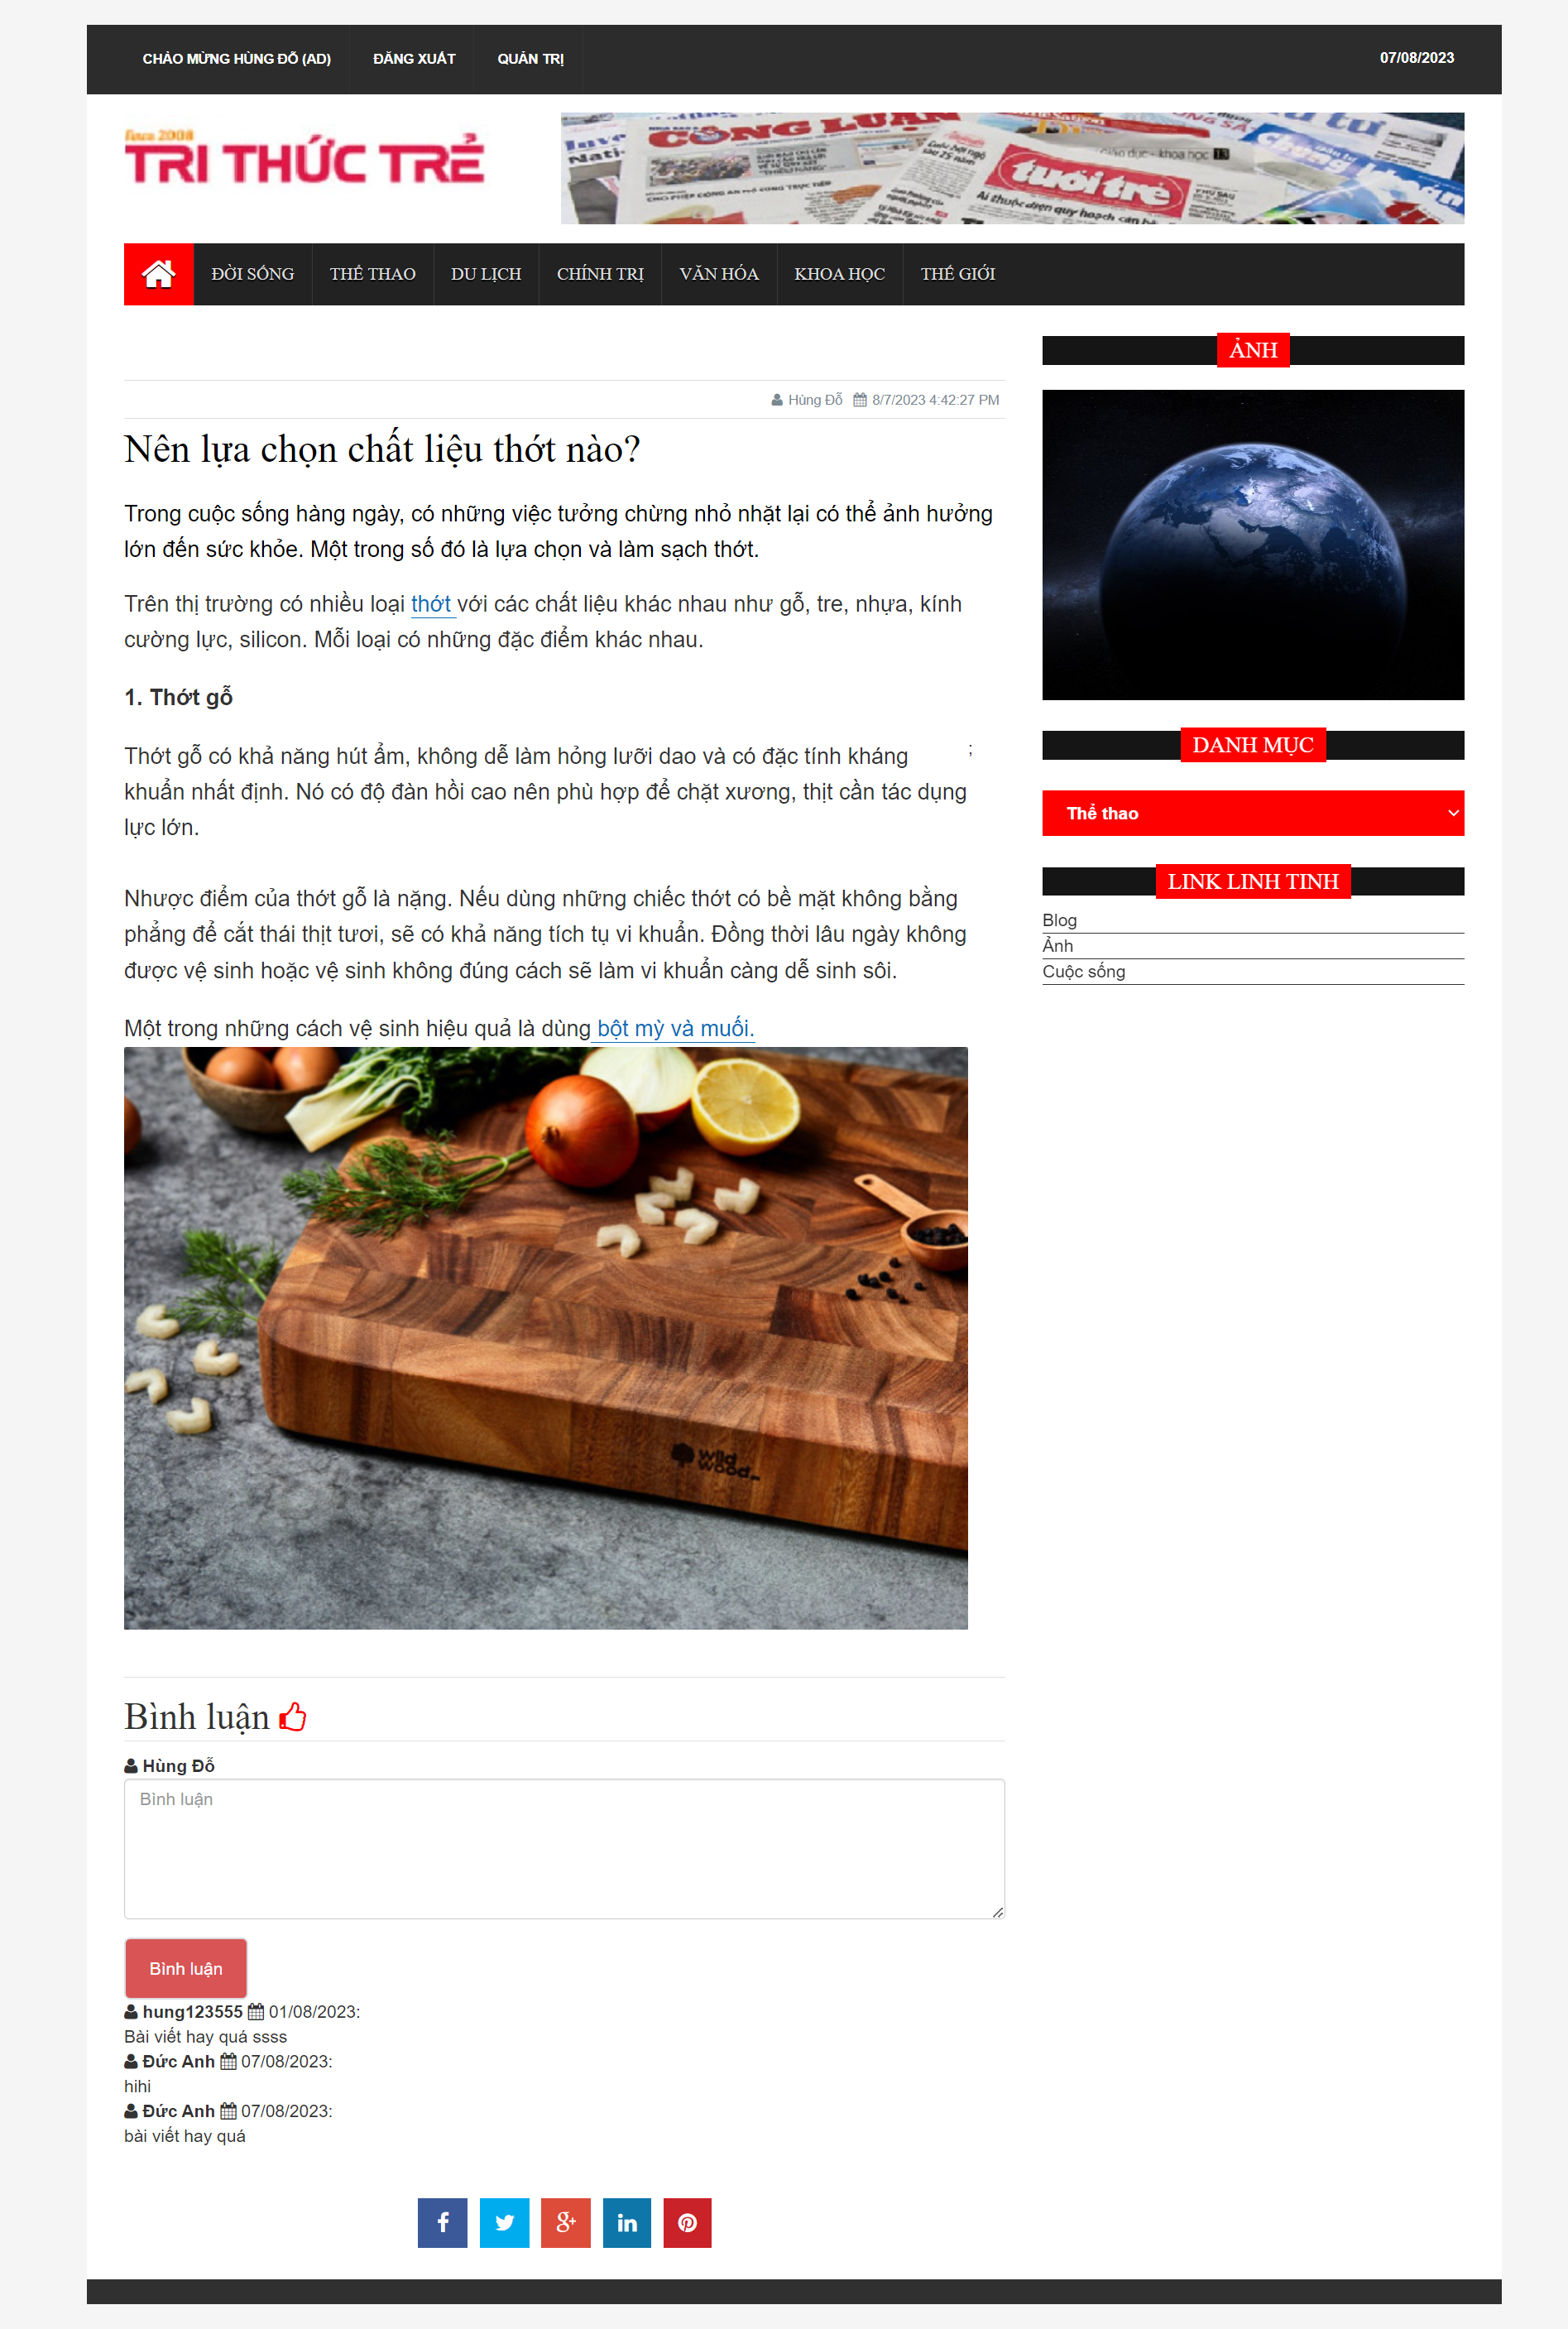 CHÀO MỪNG HÙNG ĐỖ (AD)
ĐĂNG XUẤT
QUẢN TRỊ
07/08/2023
Since 2008
TRI THỨC TRẺ
CÔNG LUẬN
giáo dục - khoa học 13
tuổi trẻ
Ai thuộc diện quy hoạch cán bộ
ĐỜI SỐNG
THỂ THAO
DU LỊCH
CHÍNH TRỊ
VĂN HÓA
KHOA HỌC
THẾ GIỚI
Hùng Đỗ 8/7/2023 4:42:27 PM
Nên lựa chọn chất liệu thớt nào?
Trong cuộc sống hàng ngày, có những việc tưởng chừng nhỏ nhặt lại có thể ảnh hưởng
lớn đến sức khỏe. Một trong số đó là lựa chọn và làm sạch thớt.
Trên thị trường có nhiều loại thớt với các chất liệu khác nhau như gỗ, tre, nhựa, kính
cường lực, silicon. Mỗi loại có những đặc điểm khác nhau.
1. Thớt gỗ
Thớt gỗ có khả năng hút ẩm, không dễ làm hỏng lưỡi dao và có đặc tính kháng ;
khuẩn nhất định. Nó có độ đàn hồi cao nên phù hợp để chặt xương, thịt cần tác dụng
lực lớn.
Nhược điểm của thớt gỗ là nặng. Nếu dùng những chiếc thớt có bề mặt không bằng
phẳng để cắt thái thịt tươi, sẽ có khả năng tích tụ vi khuẩn. Đồng thời lâu ngày không
được vệ sinh hoặc vệ sinh không đúng cách sẽ làm vi khuẩn càng dễ sinh sôi.
Một trong những cách vệ sinh hiệu quả là dùng bột mỳ và muối.
wild
wood
Bình luận
Hùng Đỗ
Bình luận
Bình luận
hung123555 01/08/2023:
Bài viết hay quá ssss
Đức Anh 07/08/2023:
hihi
Đức Anh 07/08/2023:
bài viết hay quá
ẢNH
DANH MỤC
Thể thao
LINK LINH TINH
Blog
Ảnh
Cuộc sống